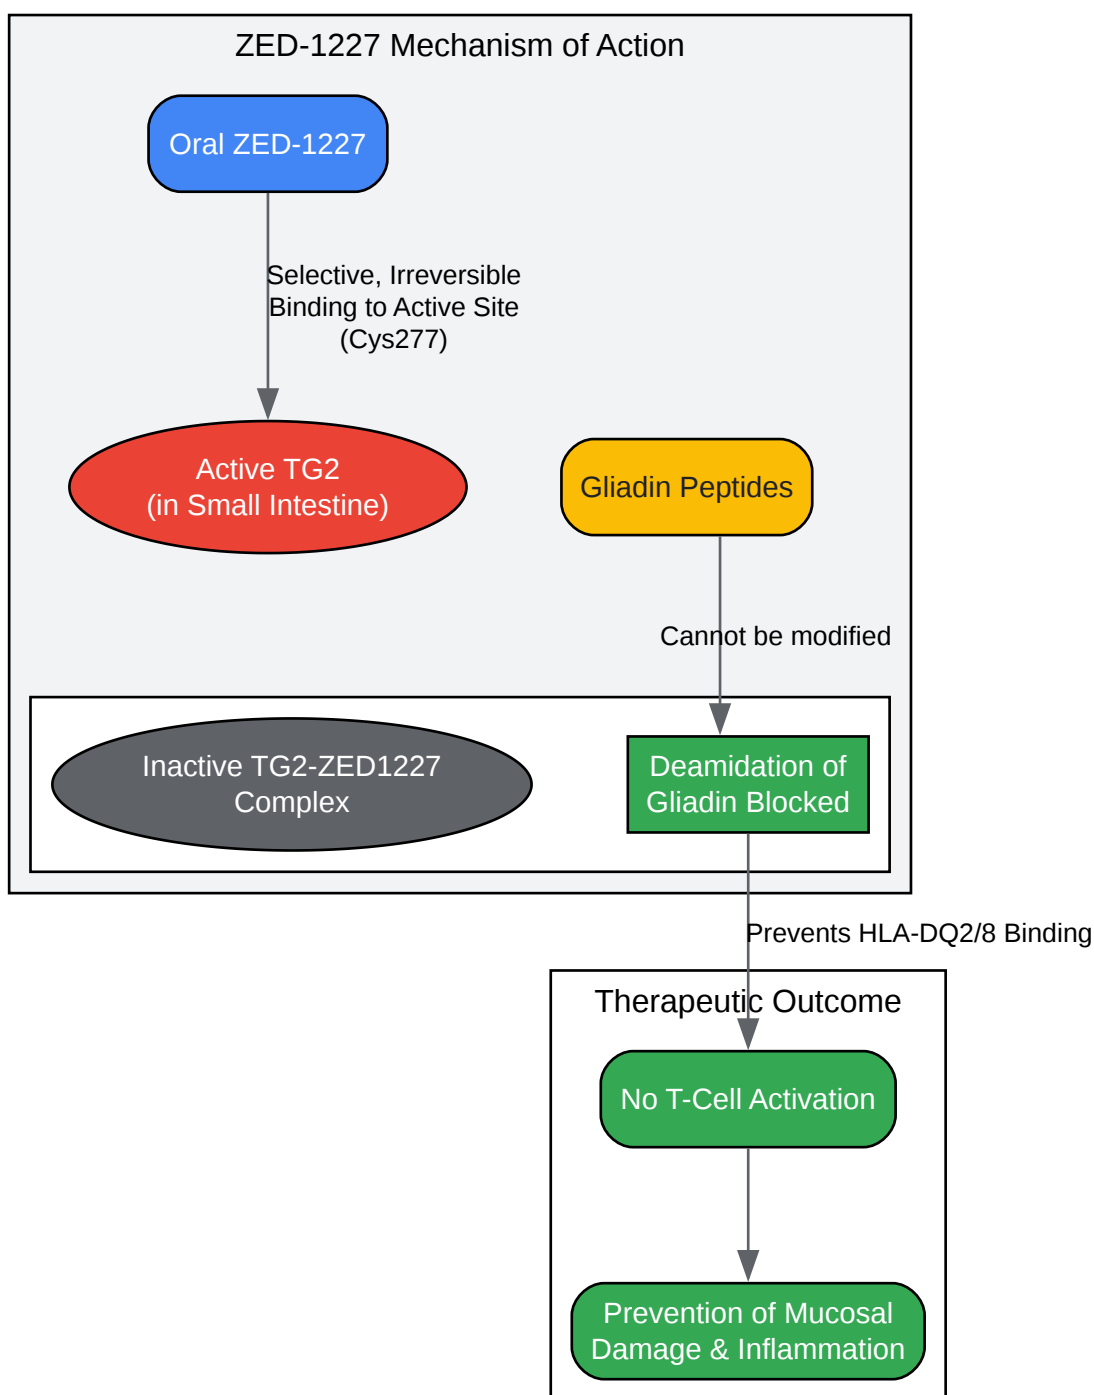 ZED-1227 Mechanism of Action
Oral ZED-1227
Selective, Irreversible
Binding to Active Site
(Cys277)
Active TG2
(in Small Intestine)
Gliadin Peptides
Cannot be modified
Inactive TG2-ZED1227
Complex
Deamidation of
Gliadin Blocked
Prevents HLA-DQ2/8 Binding
Therapeutic Outcome
No T-Cell Activation
Prevention of Mucosal
Damage & Inflammation